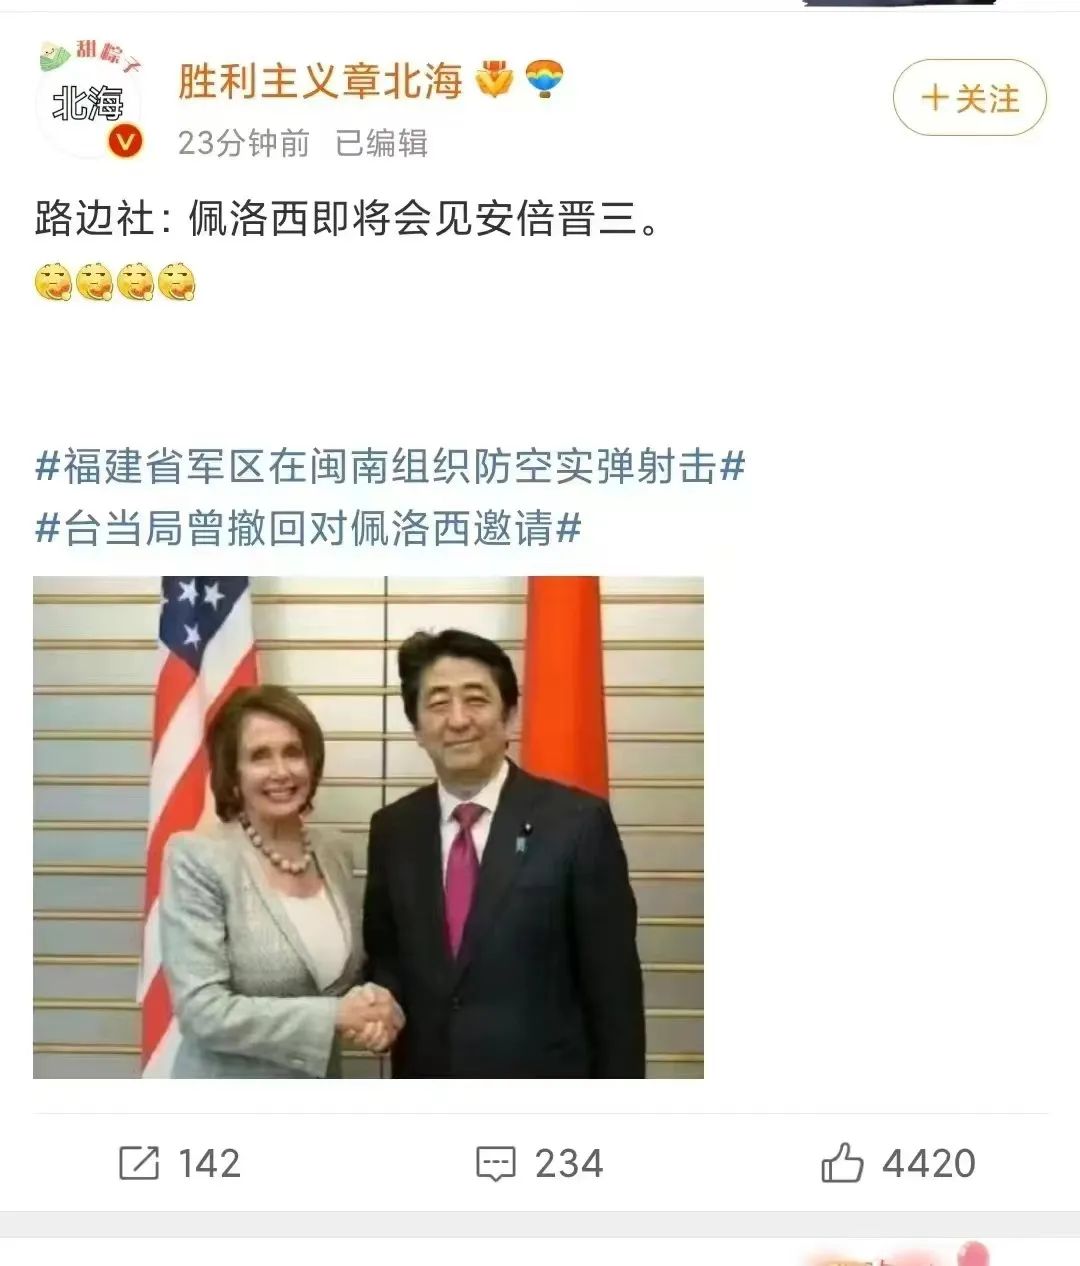 甜粽子
北海
胜利主义章北海
23分钟前 已编辑
+关注
路边社：佩洛西即将会见安倍晋三。
#福建省军区在闽南组织防空实弹射击#
#台当局曾撤回对佩洛西邀请#
142
234
4420